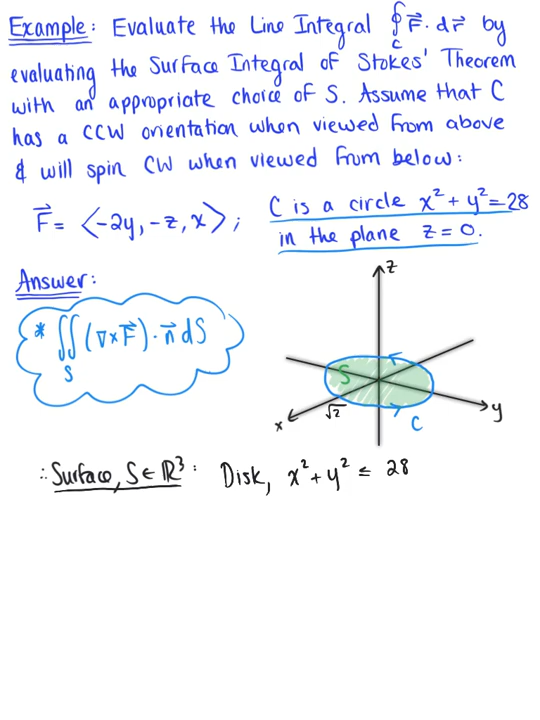 Example: Evaluate the Line Integral ∮_C F⃗ · dr⃗ by
evaluating the Surface Integral of Stokes' Theorem
with an appropriate choice of S. Assume that C
has a CCW orientation when viewed from above
& will spin CW when viewed from below:
F⃗ = ⟨-2y, -z, x⟩; C is a circle x² + y² = 28
in the plane z = 0.
Answer:
* ∬_S (∇×F⃗) · n⃗ dS
z
S
y
x
√2
C
∴ Surface, S ∈ ℝ³: Disk, x² + y² ≤ 28